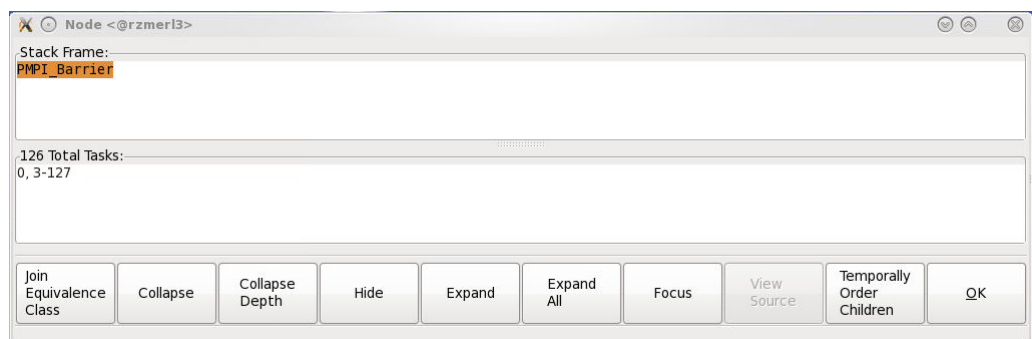 Node <@rzmerl3>
Stack Frame:
PMPI_Barrier
126 Total Tasks:
0, 3-127
Join
Equivalence
Class
Collapse
Collapse
Depth
Hide
Expand
Expand
All
Focus
View
Source
Temporally
Order
Children
OK